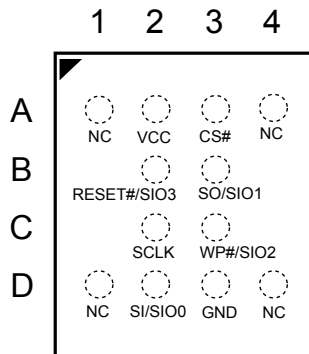 1 2 3 4
A
NC VCC CS# NC
B
RESET#/SIO3 SO/SIO1
C
SCLK WP#/SIO2
D
NC SI/SIO0 GND NC